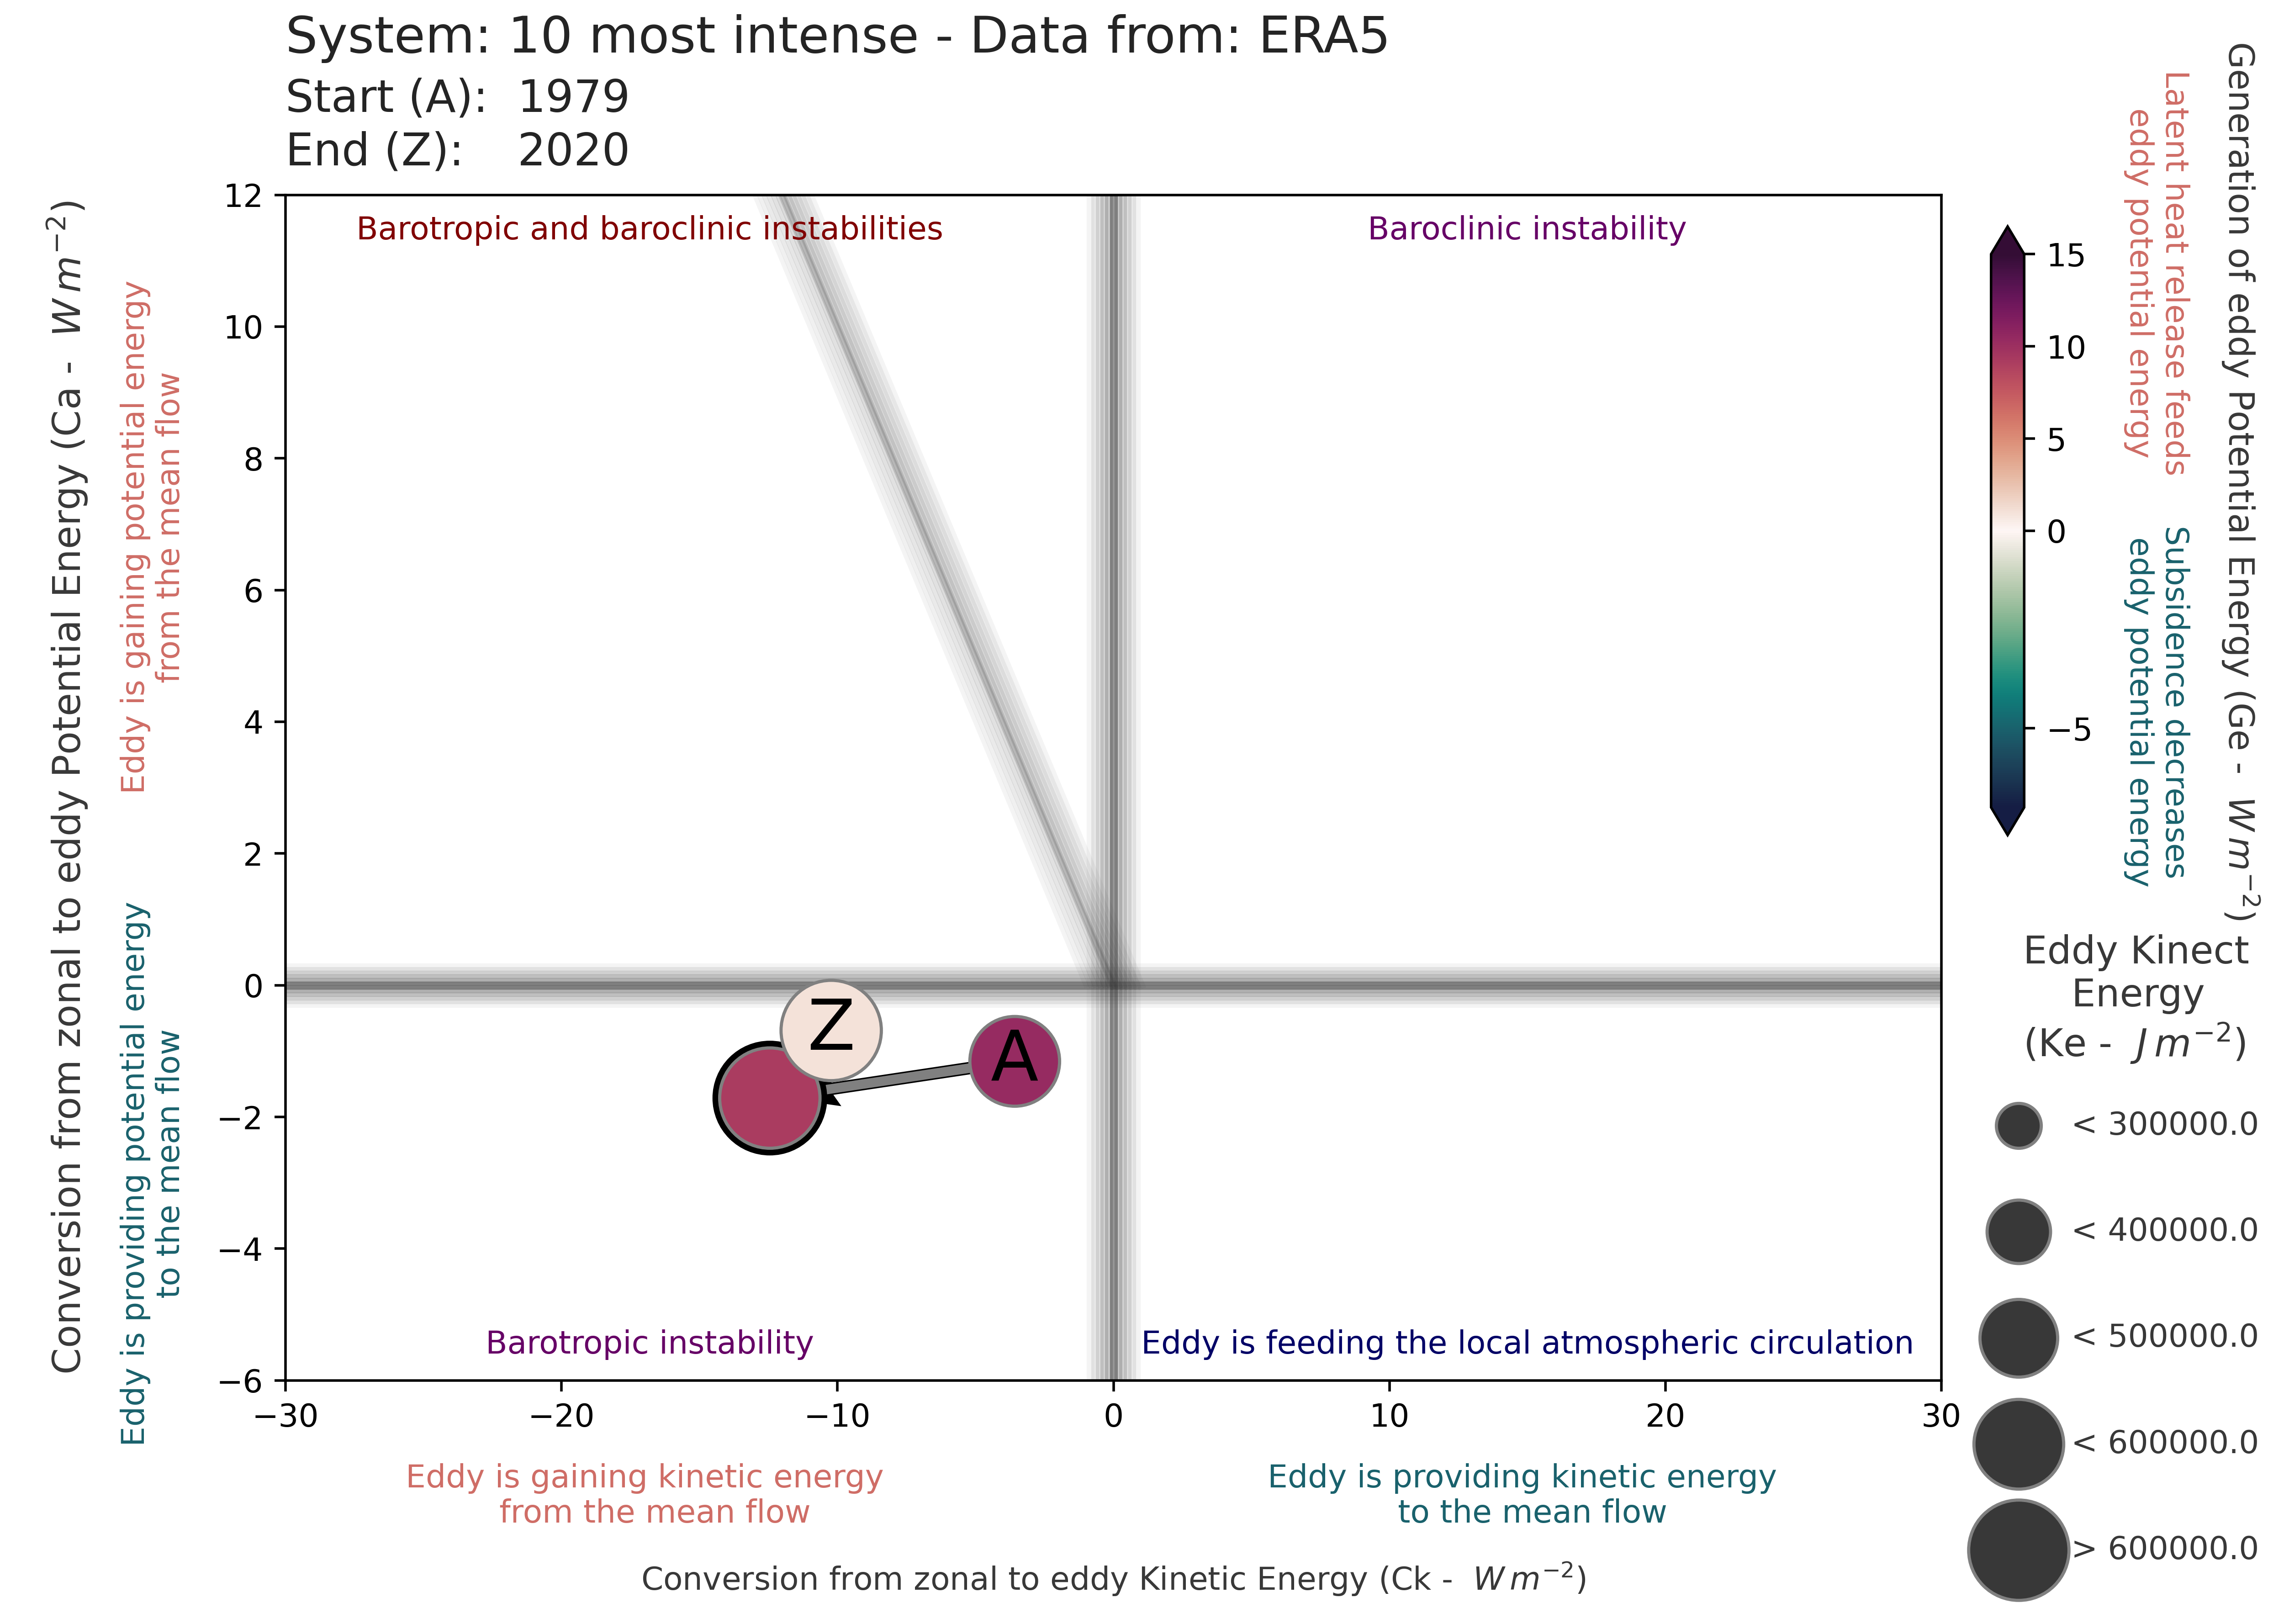 System: 10 most intense - Data from: ERA5
Start (A): 1979
End (Z): 2020
Conversion from zonal to eddy Potential Energy (Ca - W m⁻²)
Eddy is gaining potential energy
from the mean flow
Eddy is providing potential energy
to the mean flow
12
10
8
6
4
2
0
−2
−4
−6
Barotropic and baroclinic instabilities
Baroclinic instability
Z
A
Barotropic instability
Eddy is feeding the local atmospheric circulation
−30
−20
−10
0
10
20
30
Eddy is gaining kinetic energy
from the mean flow
Eddy is providing kinetic energy
to the mean flow
Conversion from zonal to eddy Kinetic Energy (Ck - W m⁻²)
15
10
5
0
−5
Latent heat release feeds
eddy potential energy
Subsidence decreases
eddy potential energy
Generation of eddy Potential Energy (Ge - W m⁻²)
Eddy Kinect
Energy
(Ke - J m⁻²)
< 300000.0
< 400000.0
< 500000.0
< 600000.0
> 600000.0